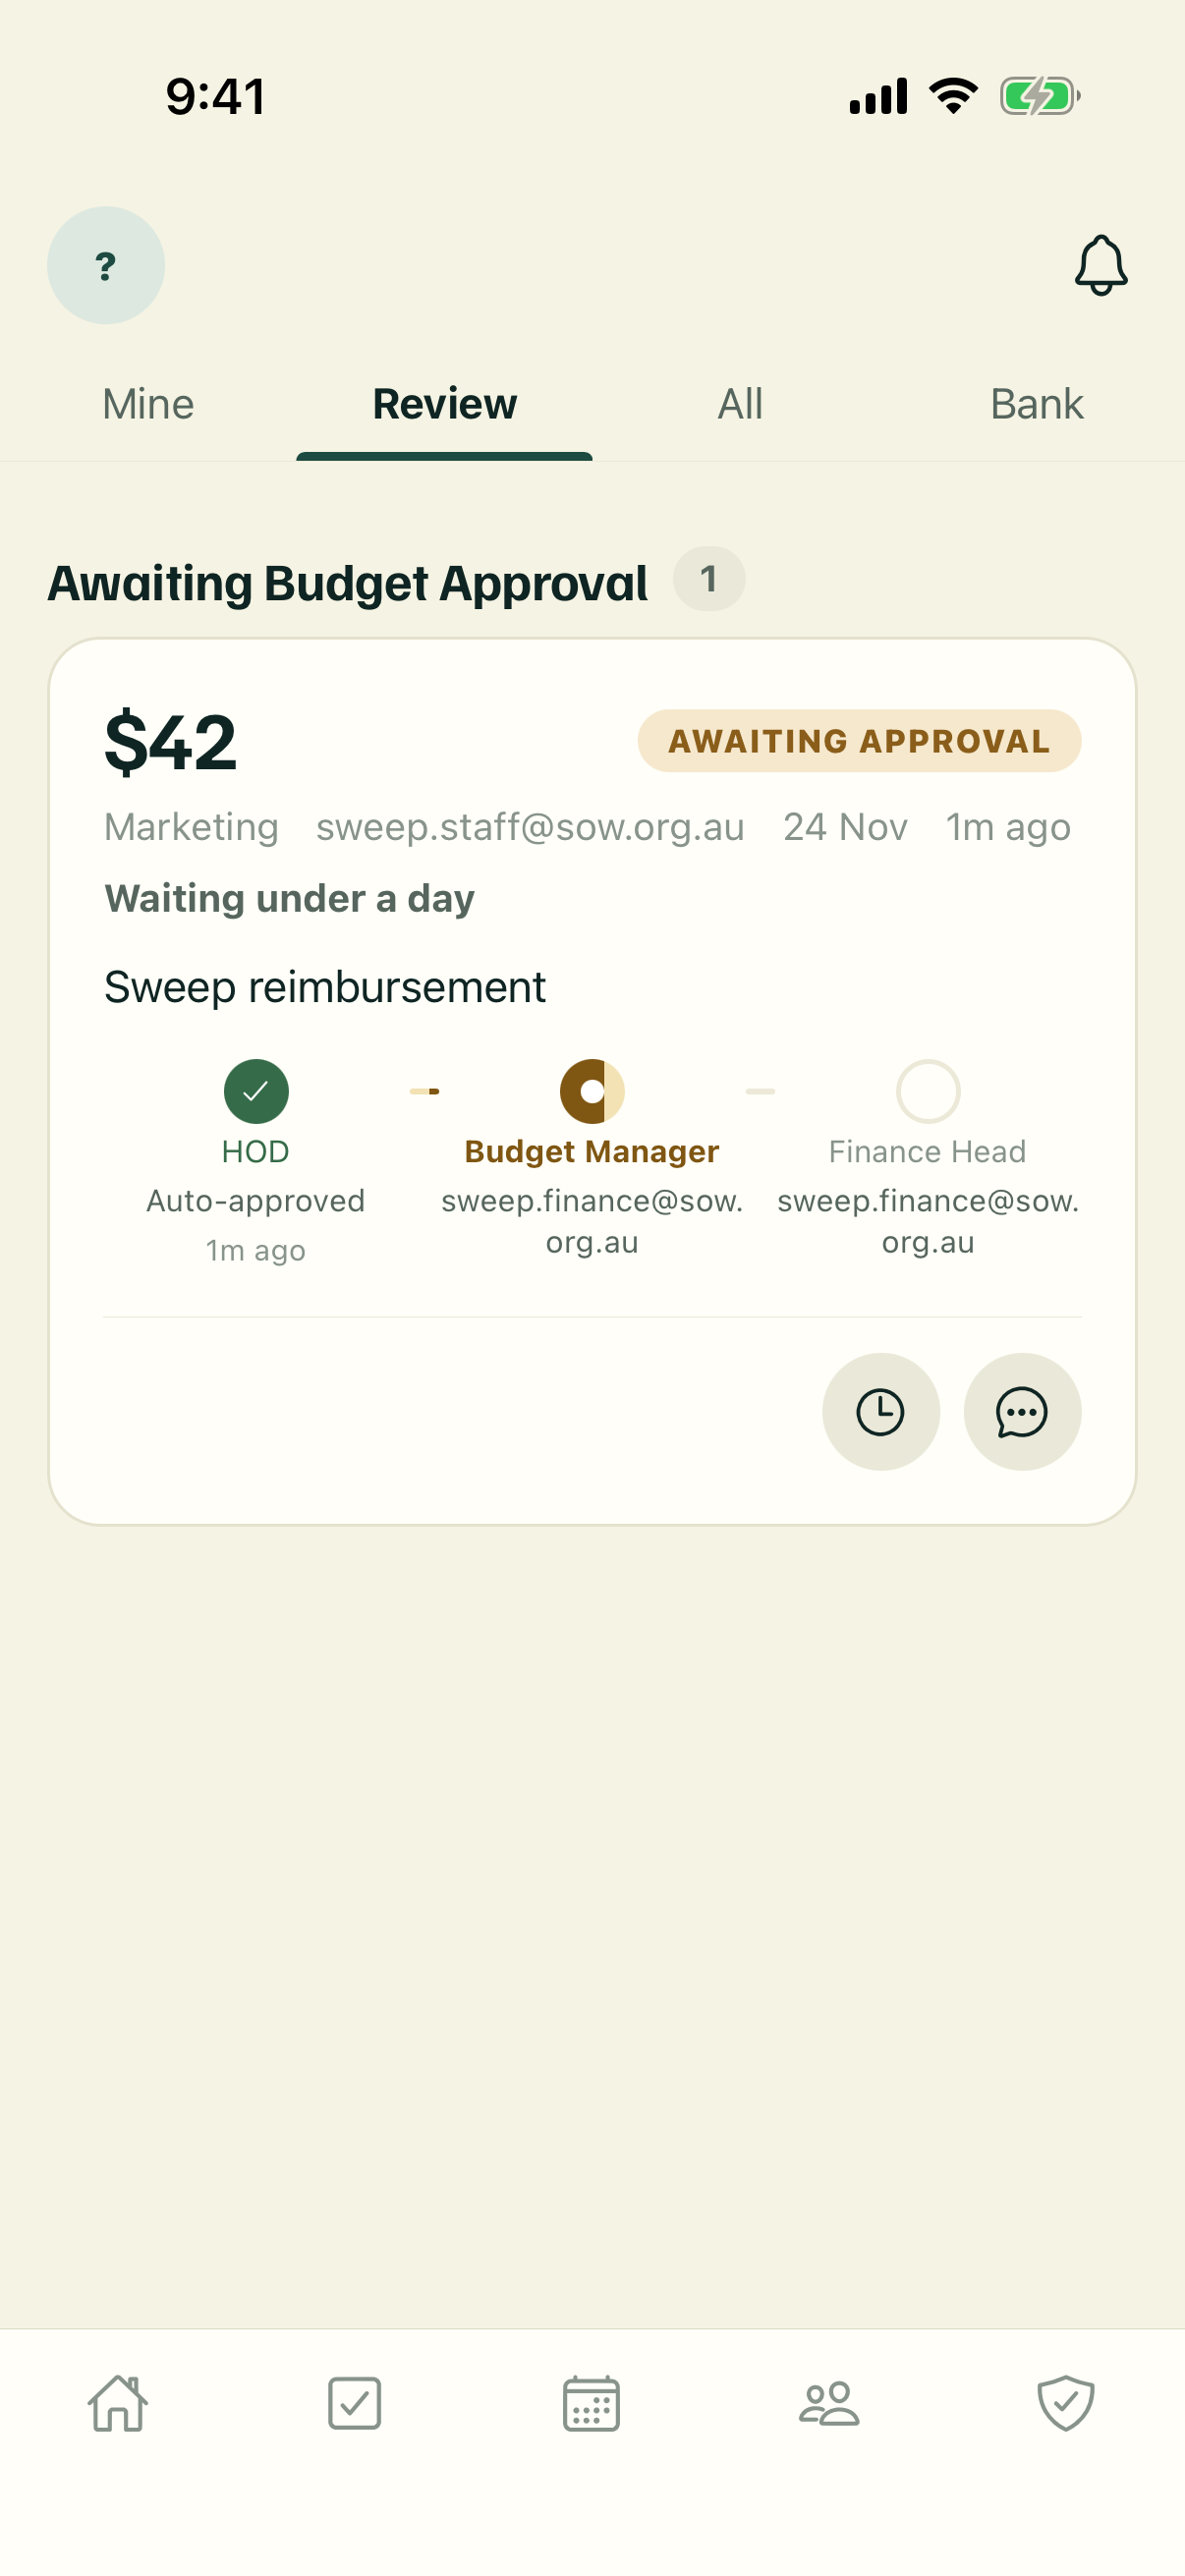 9:41
?
Mine Review All Bank
Awaiting Budget Approval 1
$42 AWAITING APPROVAL
Marketing sweep.staff@sow.org.au 24 Nov 1m ago
Waiting under a day
Sweep reimbursement
HOD Budget Manager Finance Head
Auto-approved sweep.finance@sow. sweep.finance@sow.
1m ago org.au org.au